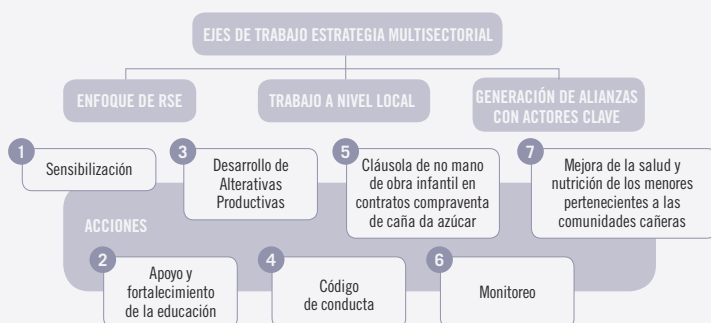 EJES DE TRABAJO ESTRATEGIA MULTISECTORIAL
ENFOQUE DE RSE
TRABAJO A NIVEL LOCAL
GENERACIÓN DE ALIANZAS
CON ACTORES CLAVE
1
Sensibilización
3
Desarrollo de
Alterativas
Productivas
5
Cláusola de no mano
de obra infantil en
contratos compraventa
de caña da azúcar
7
Mejora de la salud y
nutrición de los menores
pertenecientes a las
comunidades cañeras
ACCIONES
2
Apoyo y
fortalecimiento
de la educación
4
Código
de conducta
6
Monitoreo